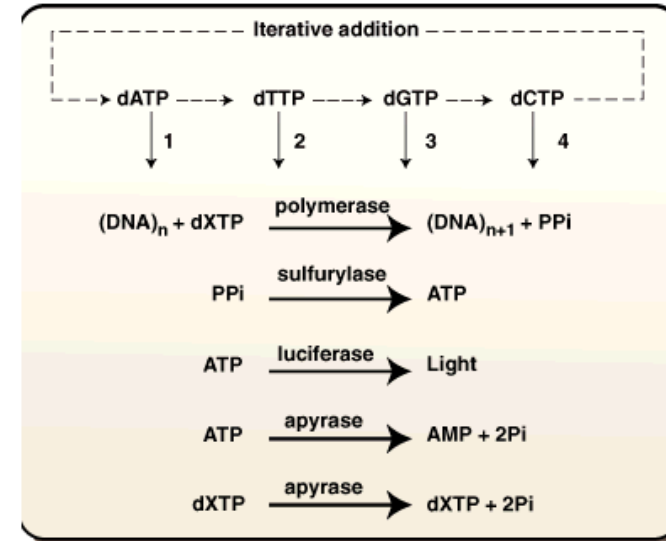 Iterative addition
dATP dTTP dGTP dCTP
1 2 3 4
polymerase
(DNA)n + dXTP (DNA)n+1 + PPi
sulfurylase
PPi ATP
luciferase
ATP Light
apyrase
ATP AMP + 2Pi
apyrase
dXTP dXTP + 2Pi